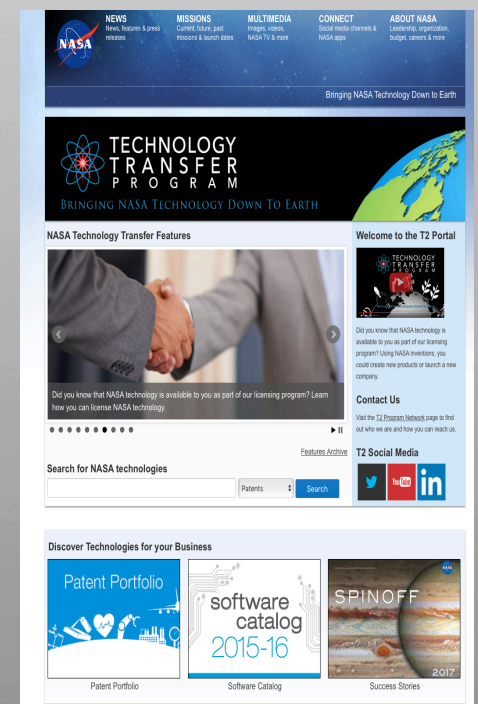 NASA
NEWS
News, features & press
releases
MISSIONS
Current, future, past
missions & launch dates
MULTIMEDIA
Images, videos,
NASA TV & more
CONNECT
Social media channels &
NASA apps
ABOUT NASA
Leadership, organization,
budget, careers & more
Bringing NASA Technology Down to Earth
TECHNOLOGY
TRANSFER
PROGRAM
BRINGING NASA TECHNOLOGY DOWN TO EARTH
NASA Technology Transfer Features
Did you know that NASA technology is available to you as part of our licensing program? Learn
how you can license NASA technology.
Features Archive
Search for NASA technologies
Patents
Search
Welcome to the T2 Portal
TECHNOLOGY
TRANSFER
PROGRAM
Did you know that NASA technology is
available to you as part of our licensing
program? Using NASA inventions, you
could create new products or launch a new
company.
Contact Us
Visit the T2 Program Network page to find
out who we are and how you can reach us.
T2 Social Media
YouTube
in
Discover Technologies for your Business
Patent Portfolio
software
catalog
2015-16
NASA
SPINOFF
2017
Patent Portfolio
Software Catalog
Success Stories